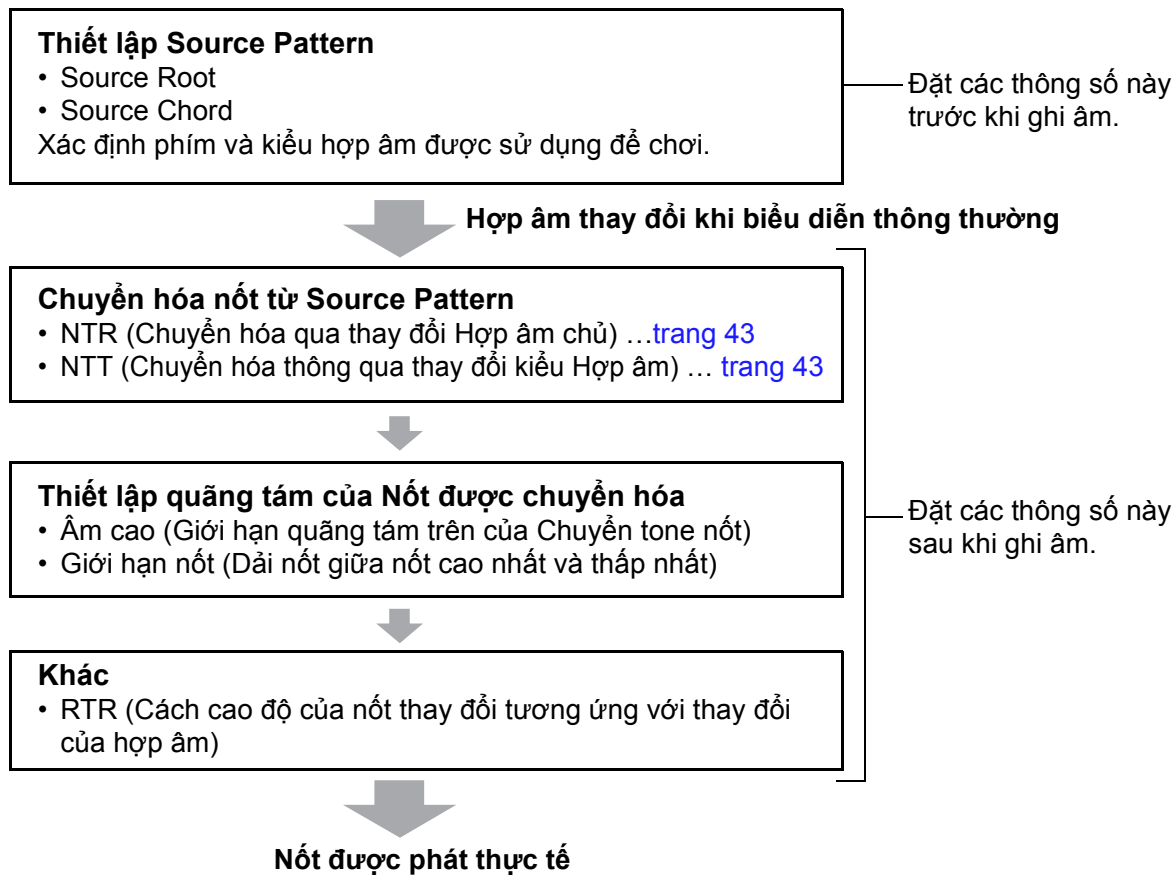 Thiết lập Source Pattern
• Source Root
• Source Chord
Xác định phím và kiểu hợp âm được sử dụng để chơi.
Đặt các thông số này
trước khi ghi âm.
Hợp âm thay đổi khi biểu diễn thông thường
Chuyển hóa nốt từ Source Pattern
• NTR (Chuyển hóa qua thay đổi Hợp âm chủ) …trang 43
• NTT (Chuyển hóa thông qua thay đổi kiểu Hợp âm) … trang 43
Thiết lập quãng tám của Nốt được chuyển hóa
• Âm cao (Giới hạn quãng tám trên của Chuyển tone nốt)
• Giới hạn nốt (Dải nốt giữa nốt cao nhất và thấp nhất)
Đặt các thông số này
sau khi ghi âm.
Khác
• RTR (Cách cao độ của nốt thay đổi tương ứng với thay đổi
của hợp âm)
Nốt được phát thực tế